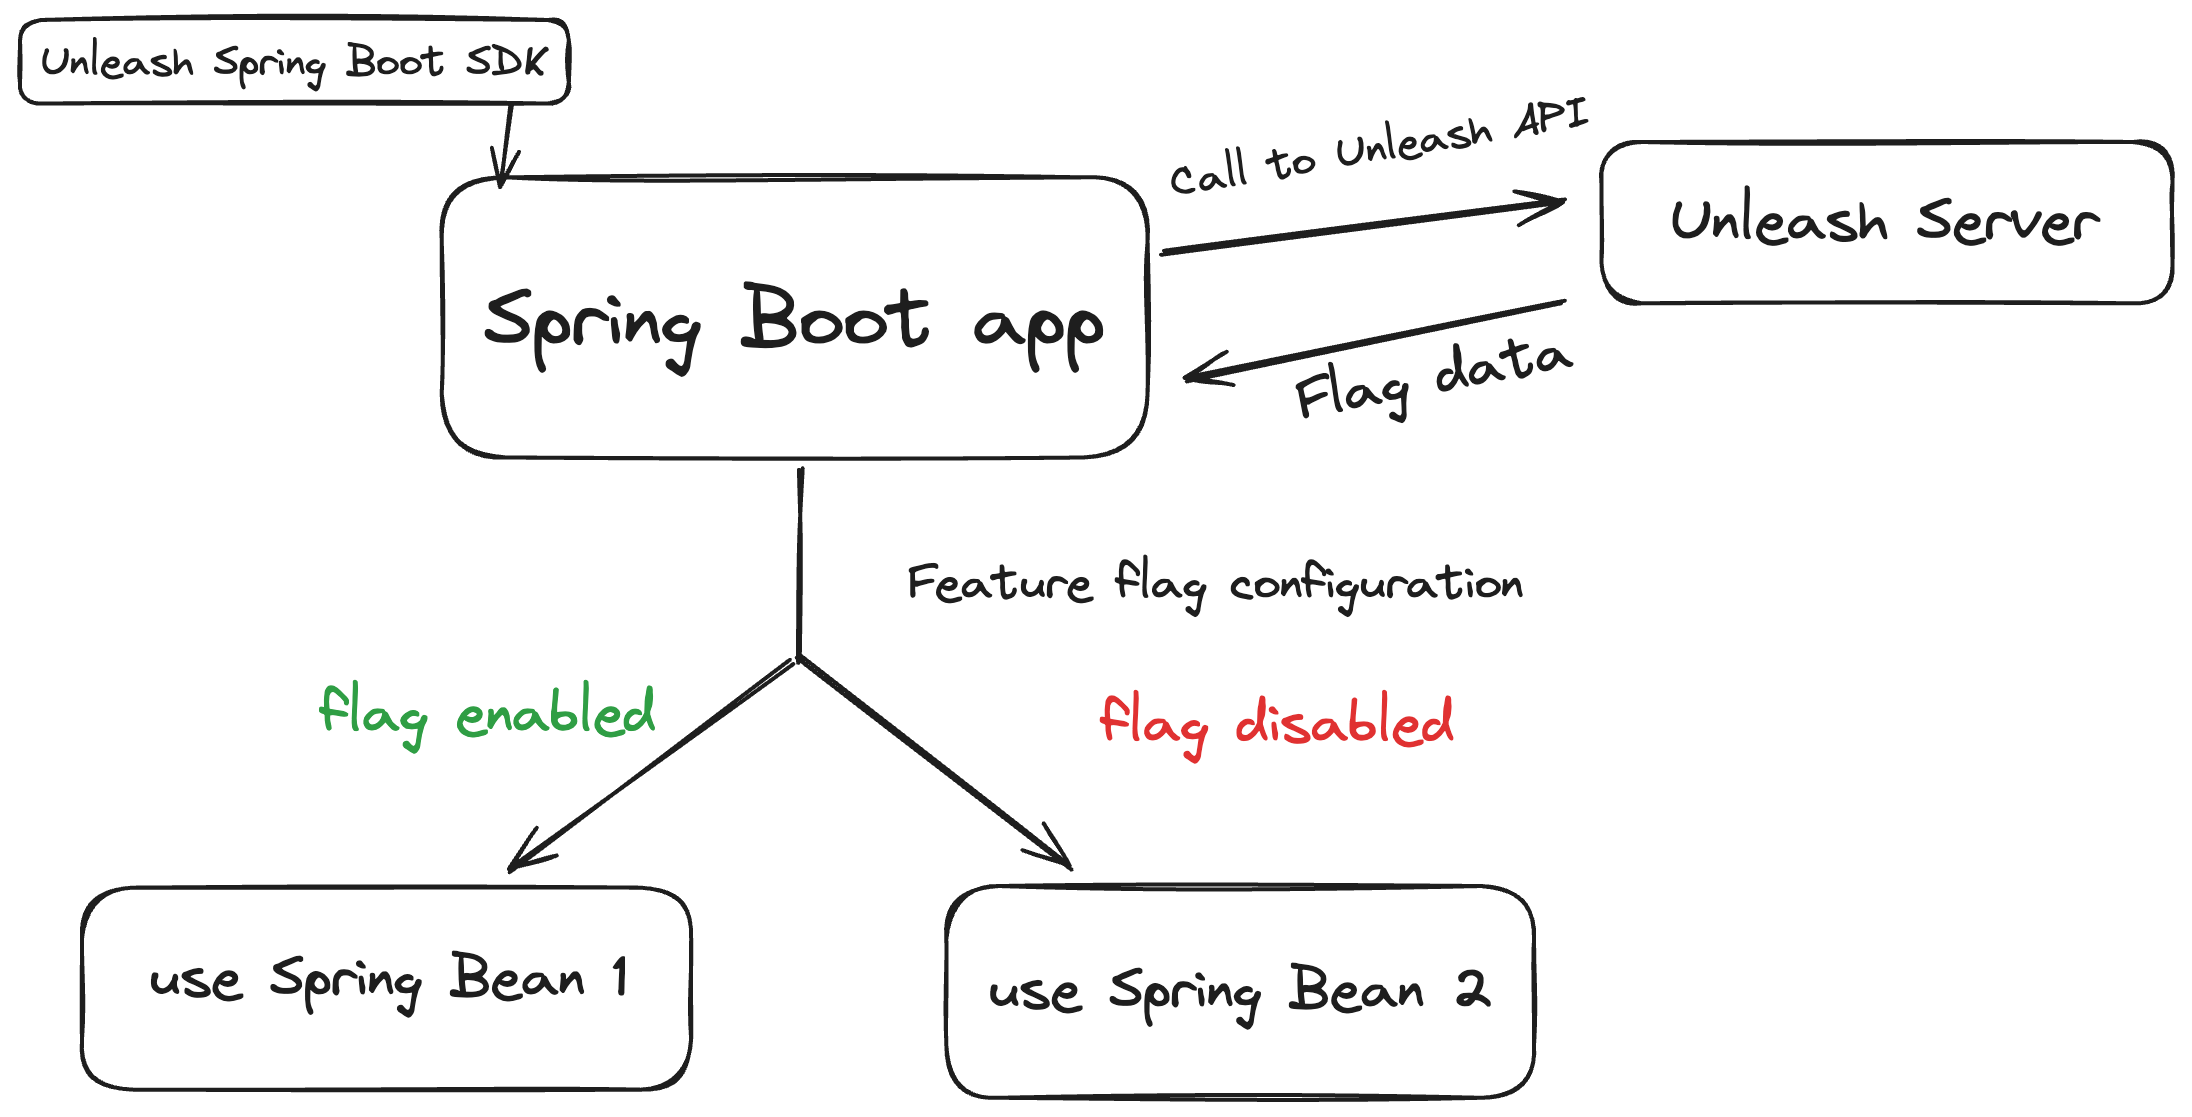 Unleash Spring Boot SDK
Call to Unleash API
Unleash Server
Spring Boot app
Flag data
Feature flag configuration
flag enabled
flag disabled
use Spring Bean 1
use Spring Bean 2